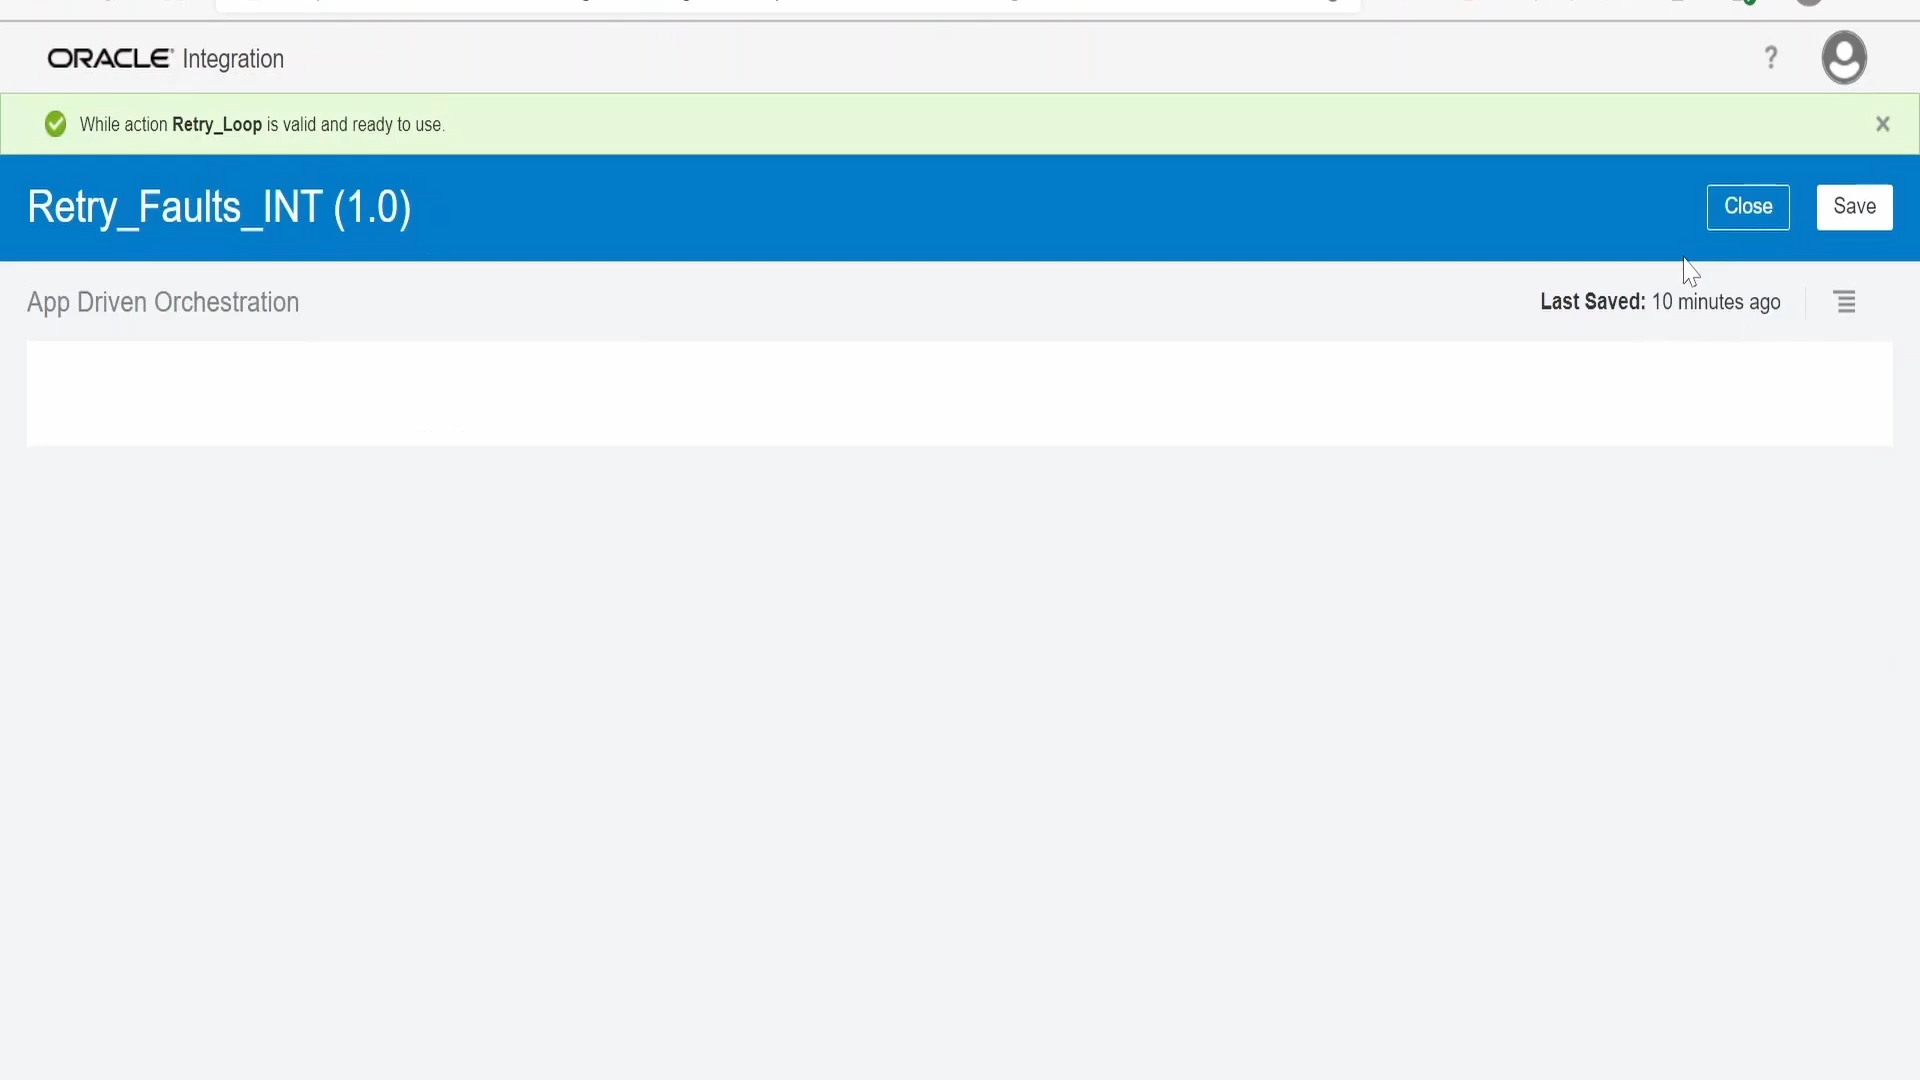 ORACLE Integration
?
While action Retry_Loop is valid and ready to use.
Retry_Faults_INT (1.0)
Close
Save
App Driven Orchestration
Last Saved: 10 minutes ago